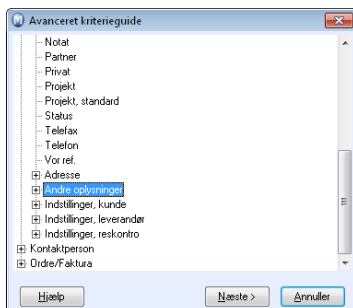 Avanceret kriterieguide
Notat
Partner
Privat
Projekt
Projekt, standard
Status
Telefax
Telefon
Vor ref.
Adresse
Andre oplysninger
Indstillinger, kunde
Indstillinger, leverandør
Indstillinger, reskontro
Kontaktperson
Ordre/Faktura
Hjælp
Næste >
Annuller